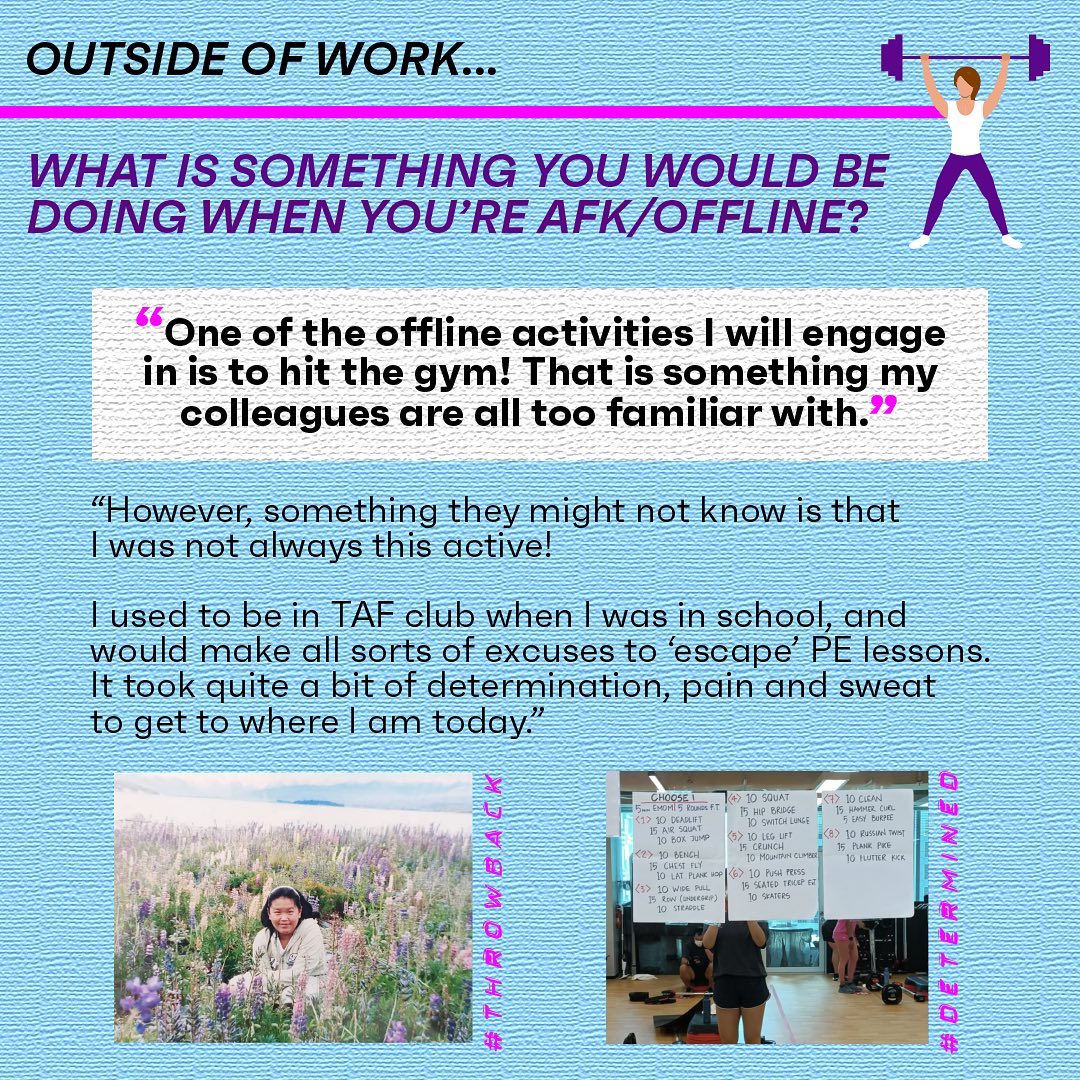 OUTSIDE OF WORK...
WHAT IS SOMETHING YOU WOULD BE
DOING WHEN YOU’RE AFK/OFFLINE?
“One of the offline activities I will engage
in is to hit the gym! That is something my
colleagues are all too familiar with.”
“However, something they might not know is that
I was not always this active!
I used to be in TAF club when I was in school, and
would make all sorts of excuses to ‘escape’ PE lessons.
It took quite a bit of determination, pain and sweat
to get to where I am today.”
#THROWBACK
CHOOSE 1
5min EMOM | 5 ROUNDS F.T
<1> 10 DEADLIFT
15 AIR SQUAT
10 BOX JUMP
<2> 10 BENCH
15 CHEST FLY
10 LAT PLANK HOP
<3> 10 WIDE PULL
15 ROW (UNDERGRIP)
10 STRADDLE
<4> 10 SQUAT
15 HIP BRIDGE
10 SWITCH LUNGE
<5> 10 LEG LIFT
15 CRUNCH
10 MOUNTAIN CLIMBER
<6> 10 PUSH PRESS
15 SEATED TRICEP
10 SKATERS
<7> 10 CLEAN
15 HAMMER CURL
5 EASY BURPEE
<8> 10 RUSSIAN TWIST
15 PLANK PIKE
10 FLUTTER KICK
#DETERMINED